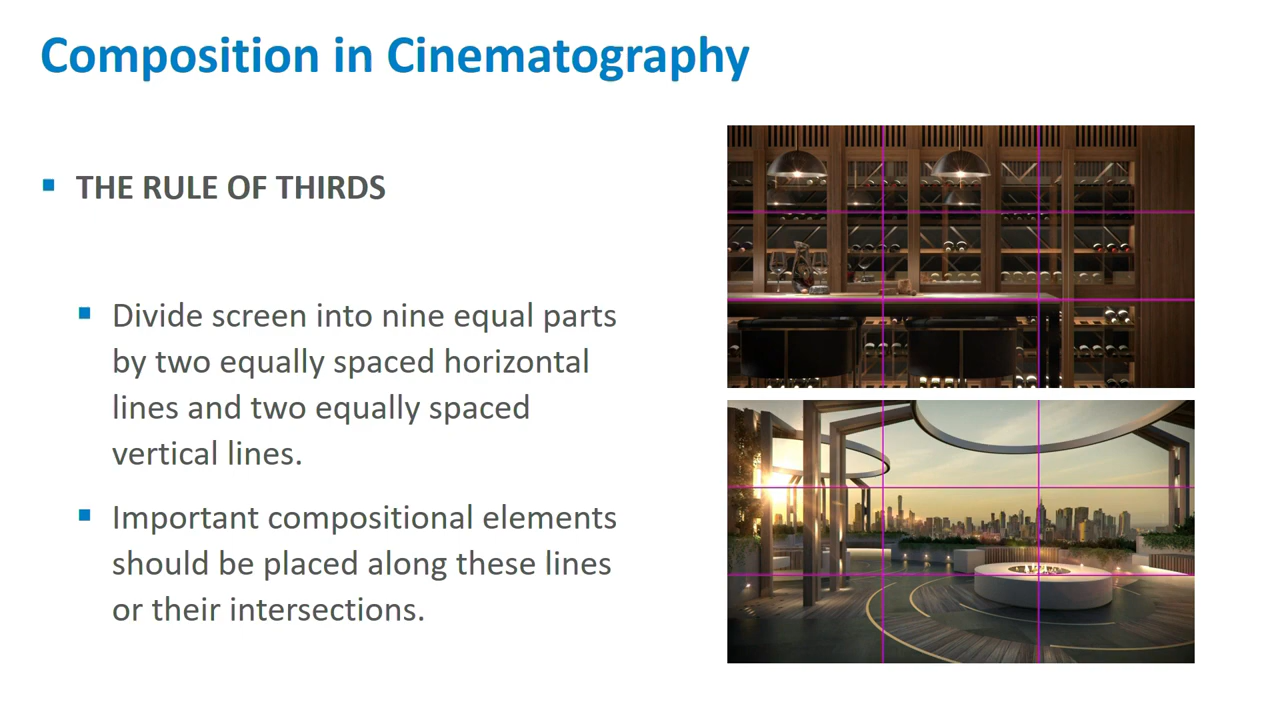 Composition in Cinematography
THE RULE OF THIRDS
Divide screen into nine equal parts
by two equally spaced horizontal
lines and two equally spaced
vertical lines.
Important compositional elements
should be placed along these lines
or their intersections.